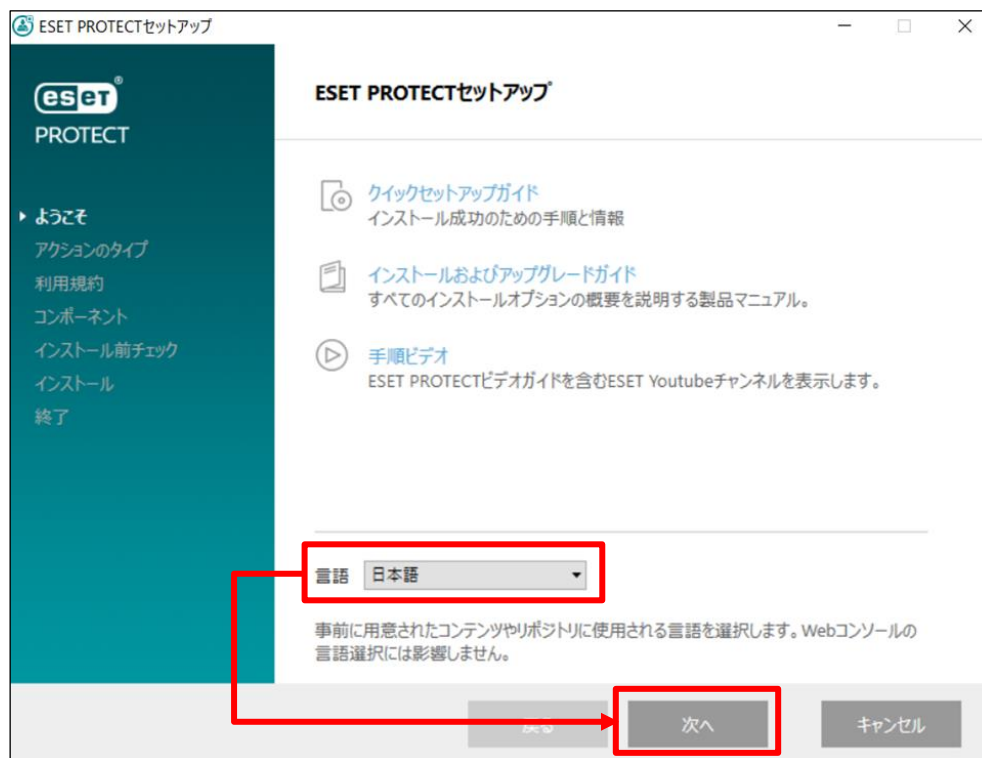 ESET PROTECTセットアップ
eseT®
PROTECT
ようこそ
アクションのタイプ
利用規約
コンポーネント
インストール前チェック
インストール
終了
ESET PROTECTセットアップ
クイックセットアップガイド
インストール成功のための手順と情報
インストールおよびアップグレードガイド
すべてのインストールオプションの概要を説明する製品マニュアル。
手順ビデオ
ESET PROTECTビデオガイドを含むESET Youtubeチャンネルを表示します。
言語 日本語
事前に用意されたコンテンツやリポジトリに使用される言語を選択します。Webコンソールの
言語選択には影響しません。
戻る 次へ キャンセル